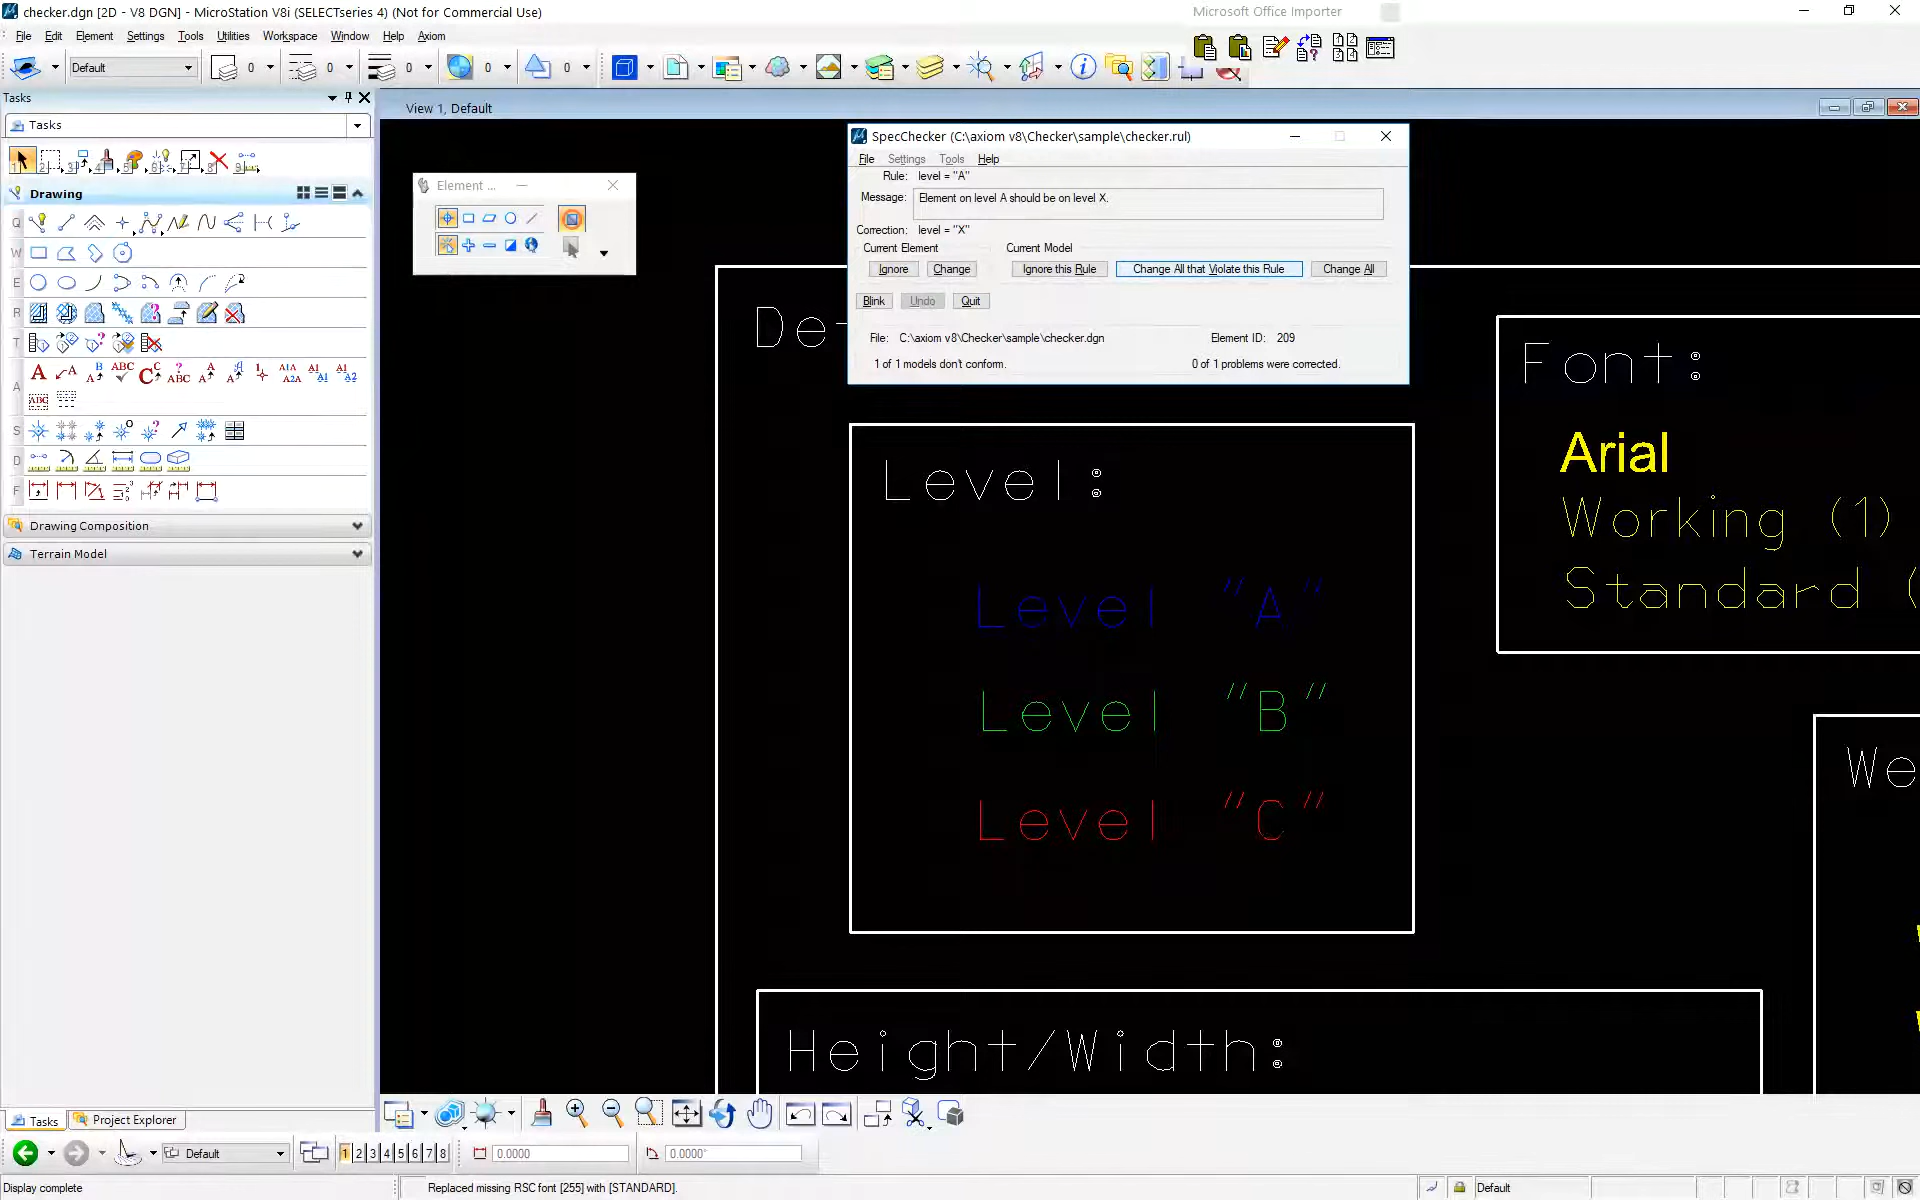 checker.dgn [2D - V8 DGN] - MicroStation V8i (SELECTseries 4) (Not for Commercial Use)
Microsoft Office Importer
File Edit Element Settings Tools Utilities Workspace Window Help Axiom
Default 0 0 0 0 0
Tasks
View 1, Default
Tasks
SpecChecker (C:\axiom v8\Checker\sample\checker.rul)
File Settings Tools Help
Rule: level = "A"
Message: Element on level A should be on level X.
Correction: level = "X"
Current Element Current Model
Ignore Change Ignore this Rule Change All that Violate this Rule Change All
Blink Undo Quit
File: C:\axiom v8\Checker\sample\checker.dgn Element ID: 209
1 of 1 models don't conform. 0 of 1 problems were corrected.
Element ...
Drawing
Q
W
E
R
T
A
S
D
F
Drawing Composition
Terrain Model
Font:
Arial
Working (1)
Standard (
Level:
Level "A"
Level "B"
Level "C"
We
Height/Width:
Tasks Project Explorer
Default 1 2 3 4 5 6 7 8 0.0000 0.0000°
Display complete Replaced missing RSC font [255] with [STANDARD]. Default